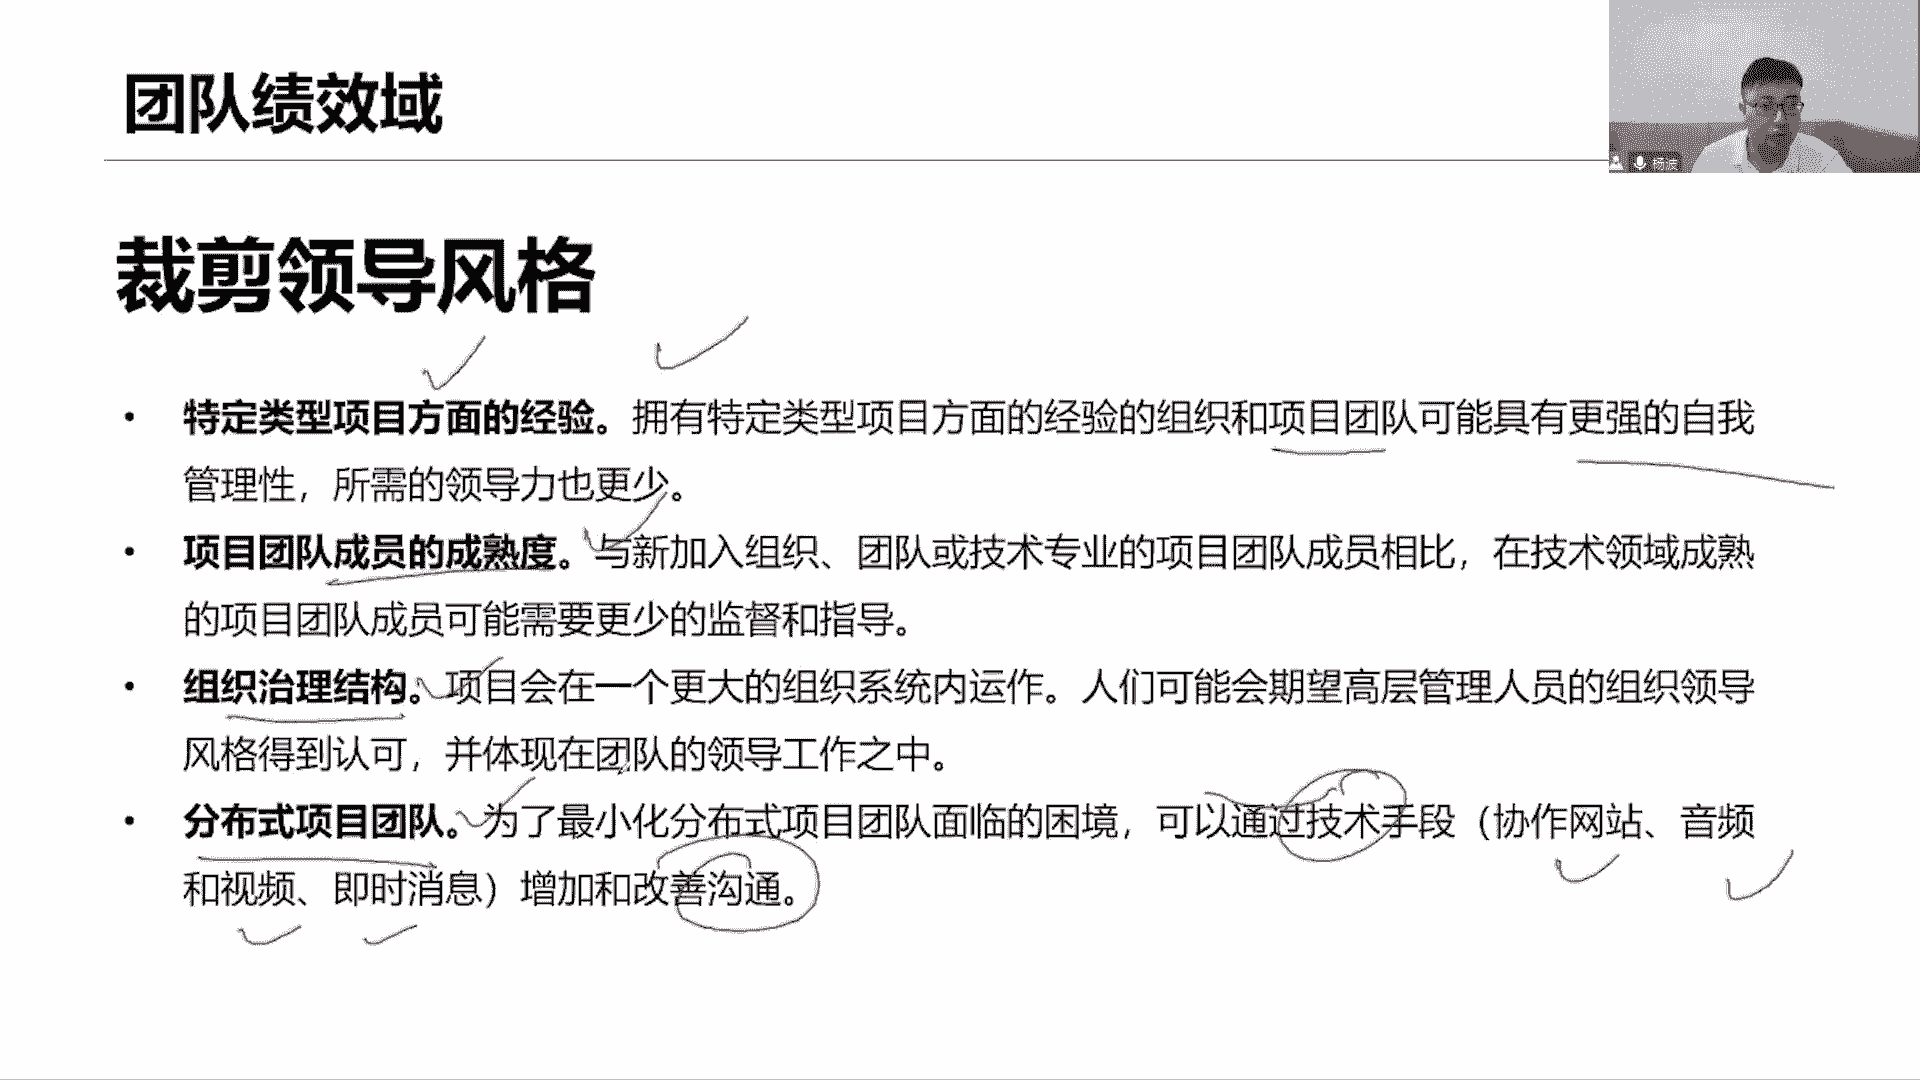 团队绩效域
杨波
裁剪领导风格
• 特定类型项目方面的经验。拥有特定类型项目方面的经验的组织和项目团队可能具有更强的自我
管理性，所需的领导力也更少。
• 项目团队成员的成熟度。与新加入组织、团队或技术专业的项目团队成员相比，在技术领域成熟
的项目团队成员可能需要更少的监督和指导。
• 组织治理结构。项目会在一个更大的组织系统内运作。人们可能会期望高层管理人员的组织领导
风格得到认可，并体现在团队的领导工作之中。
• 分布式项目团队。为了最小化分布式项目团队面临的困境，可以通过技术手段（协作网站、音频
和视频、即时消息）增加和改善沟通。